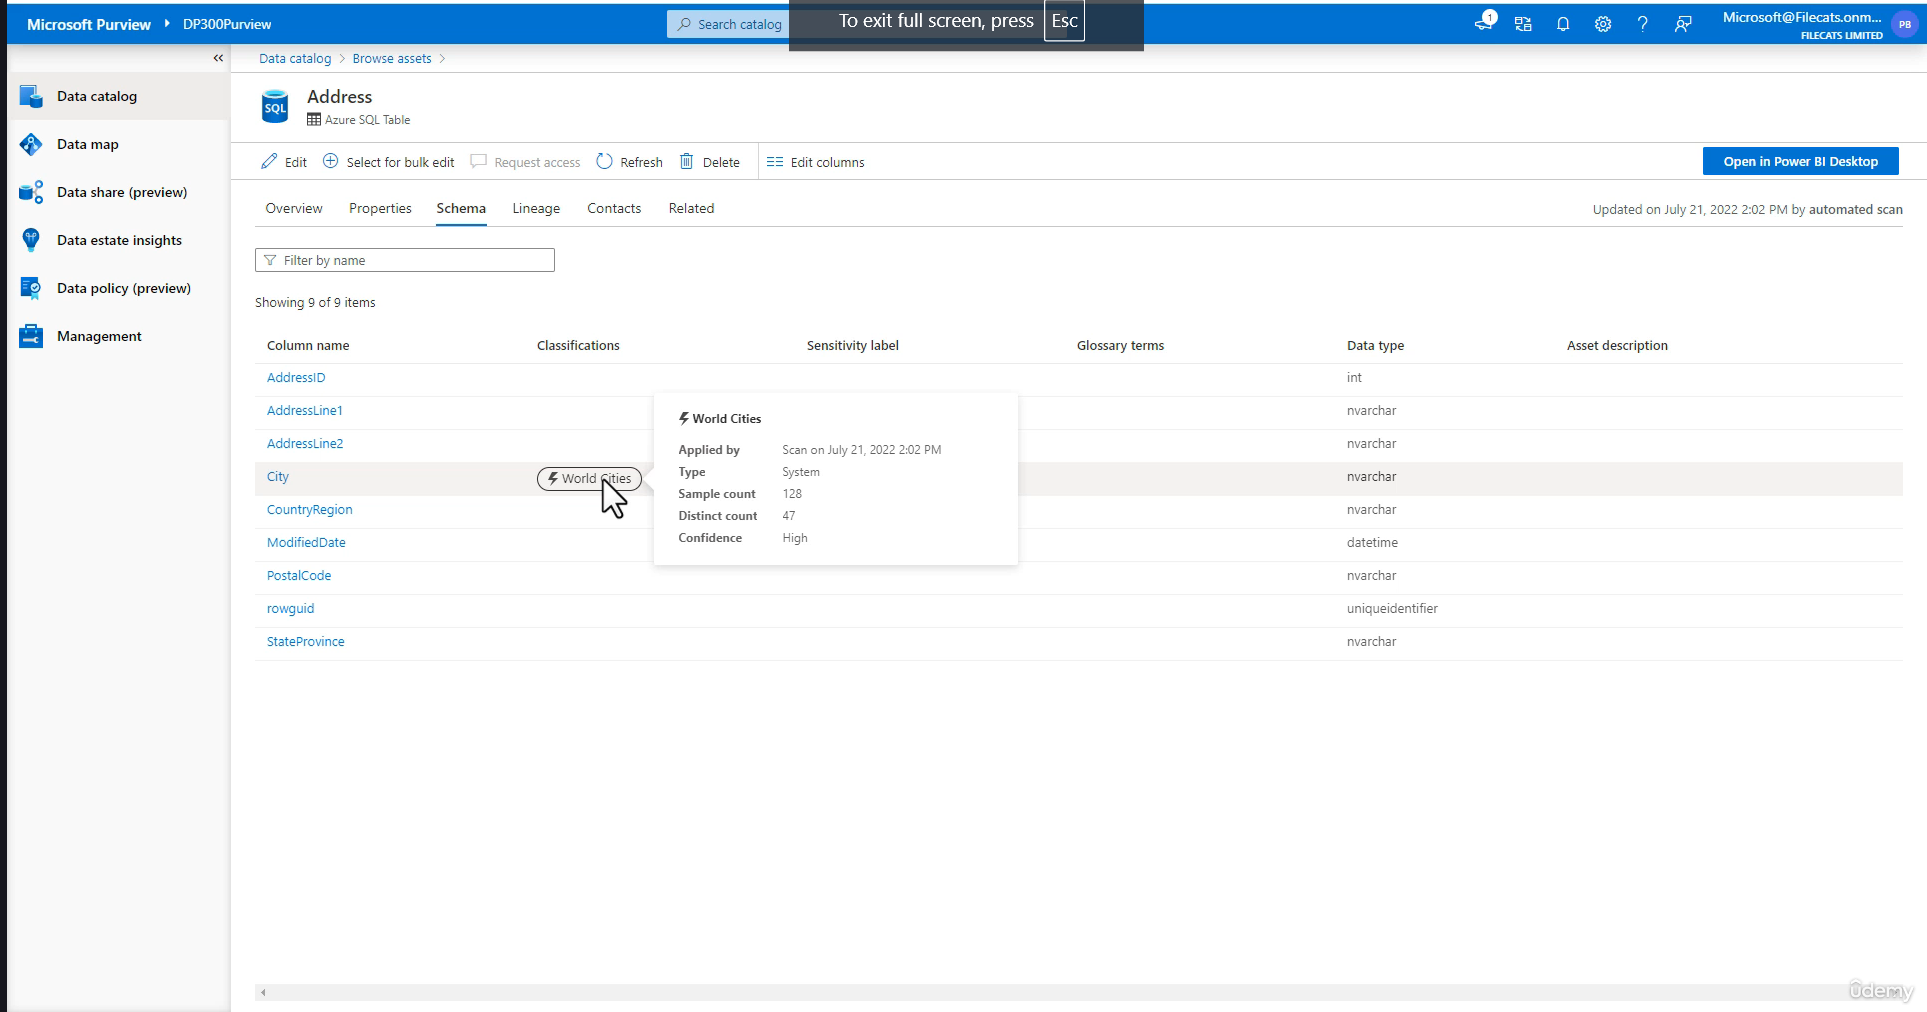 Microsoft Purview DP300Purview
Search catalog
To exit full screen, press Esc
1
Microsoft@Filecats.onm...
FILECATS LIMITED
PB
Data catalog
Data map
Data share (preview)
Data estate insights
Data policy (preview)
Management
Data catalog > Browse assets >
SQL
Address
Azure SQL Table
Edit Select for bulk edit Request access Refresh Delete Edit columns Open in Power BI Desktop
Overview Properties Schema Lineage Contacts Related Updated on July 21, 2022 2:02 PM by automated scan
Filter by name
Showing 9 of 9 items
Column name Classifications Sensitivity label Glossary terms Data type Asset description
AddressID int
AddressLine1 nvarchar
AddressLine2 nvarchar
City World Cities nvarchar
CountryRegion nvarchar
ModifiedDate datetime
PostalCode nvarchar
rowguid uniqueidentifier
StateProvince nvarchar
World Cities
Applied by Scan on July 21, 2022 2:02 PM
Type System
Sample count 128
Distinct count 47
Confidence High
ûdemy